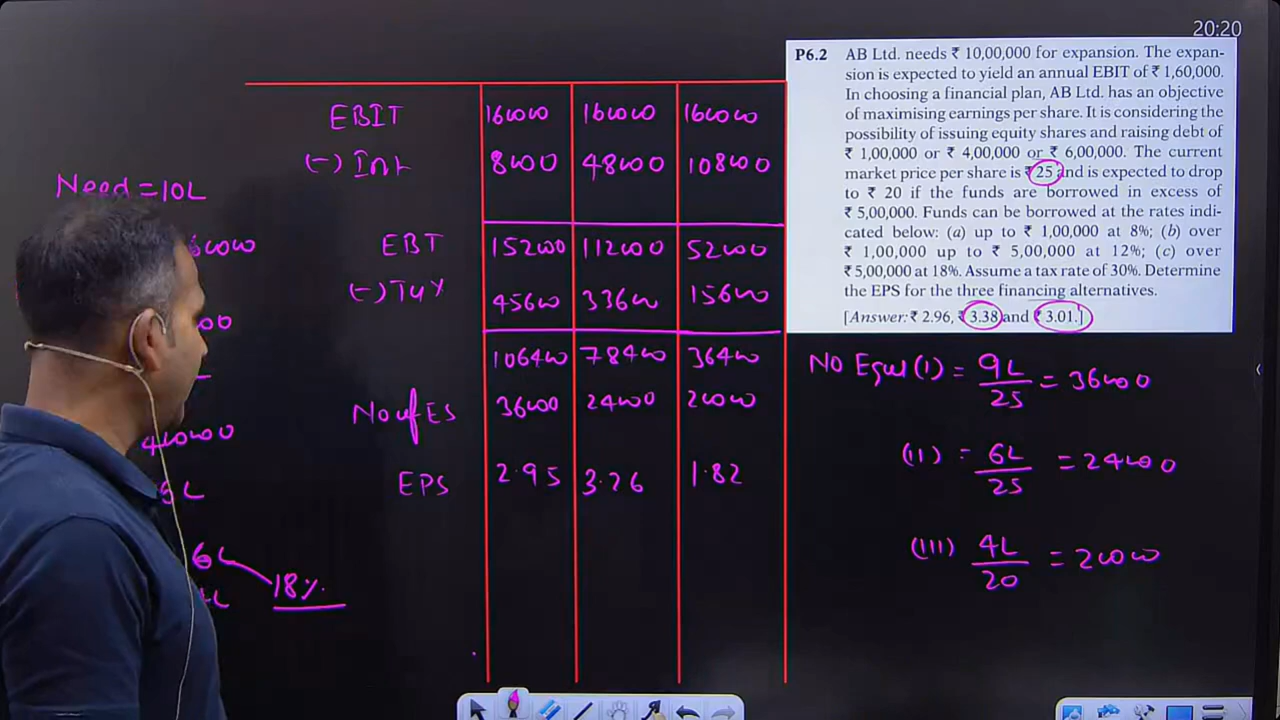 20:20
P6.2 AB Ltd. needs ₹ 10,00,000 for expansion. The expan-
sion is expected to yield an annual EBIT of ₹ 1,60,000.
In choosing a financial plan, AB Ltd. has an objective
of maximising earnings per share. It is considering the
possibility of issuing equity shares and raising debt of
₹ 1,00,000 or ₹ 4,00,000 or ₹ 6,00,000. The current
market price per share is ₹ 25 and is expected to drop
to ₹ 20 if the funds are borrowed in excess of
₹ 5,00,000. Funds can be borrowed at the rates indi-
cated below: (a) up to ₹ 1,00,000 at 8%; (b) over
₹ 1,00,000 up to ₹ 5,00,000 at 12%; (c) over
₹ 5,00,000 at 18%. Assume a tax rate of 30%. Determine
the EPS for the three financing alternatives.
[Answer: ₹ 2.96, ₹ 3.38 and ₹ 3.01.]
Need = 10L
6L
18%.
EBIT 160000 160000 160000
(-) Int 8000 48000 108000
EBT 152000 112000 52000
(-) Tax 45600 33600 15600
106400 78400 36400
No of ES 36000 24000 20000
EPS 2.95 3.26 1.82
NO Equi (I) = 9L/25 = 36000
(II) = 6L/25 = 24000
(III) 4L/20 = 20000